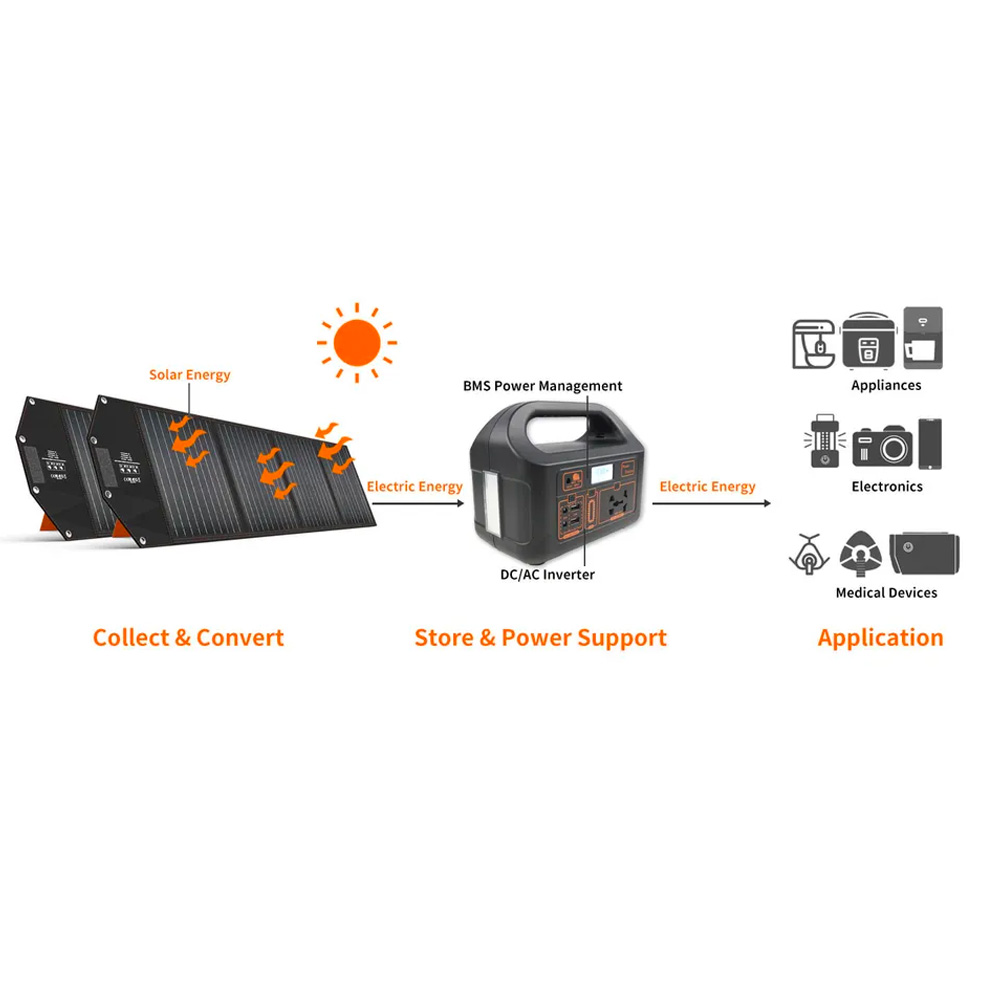 Solar Energy
BMS Power Management
Electric Energy
Electric Energy
DC/AC Inverter
Appliances
Electronics
Medical Devices
Collect & Convert
Store & Power Support
Application